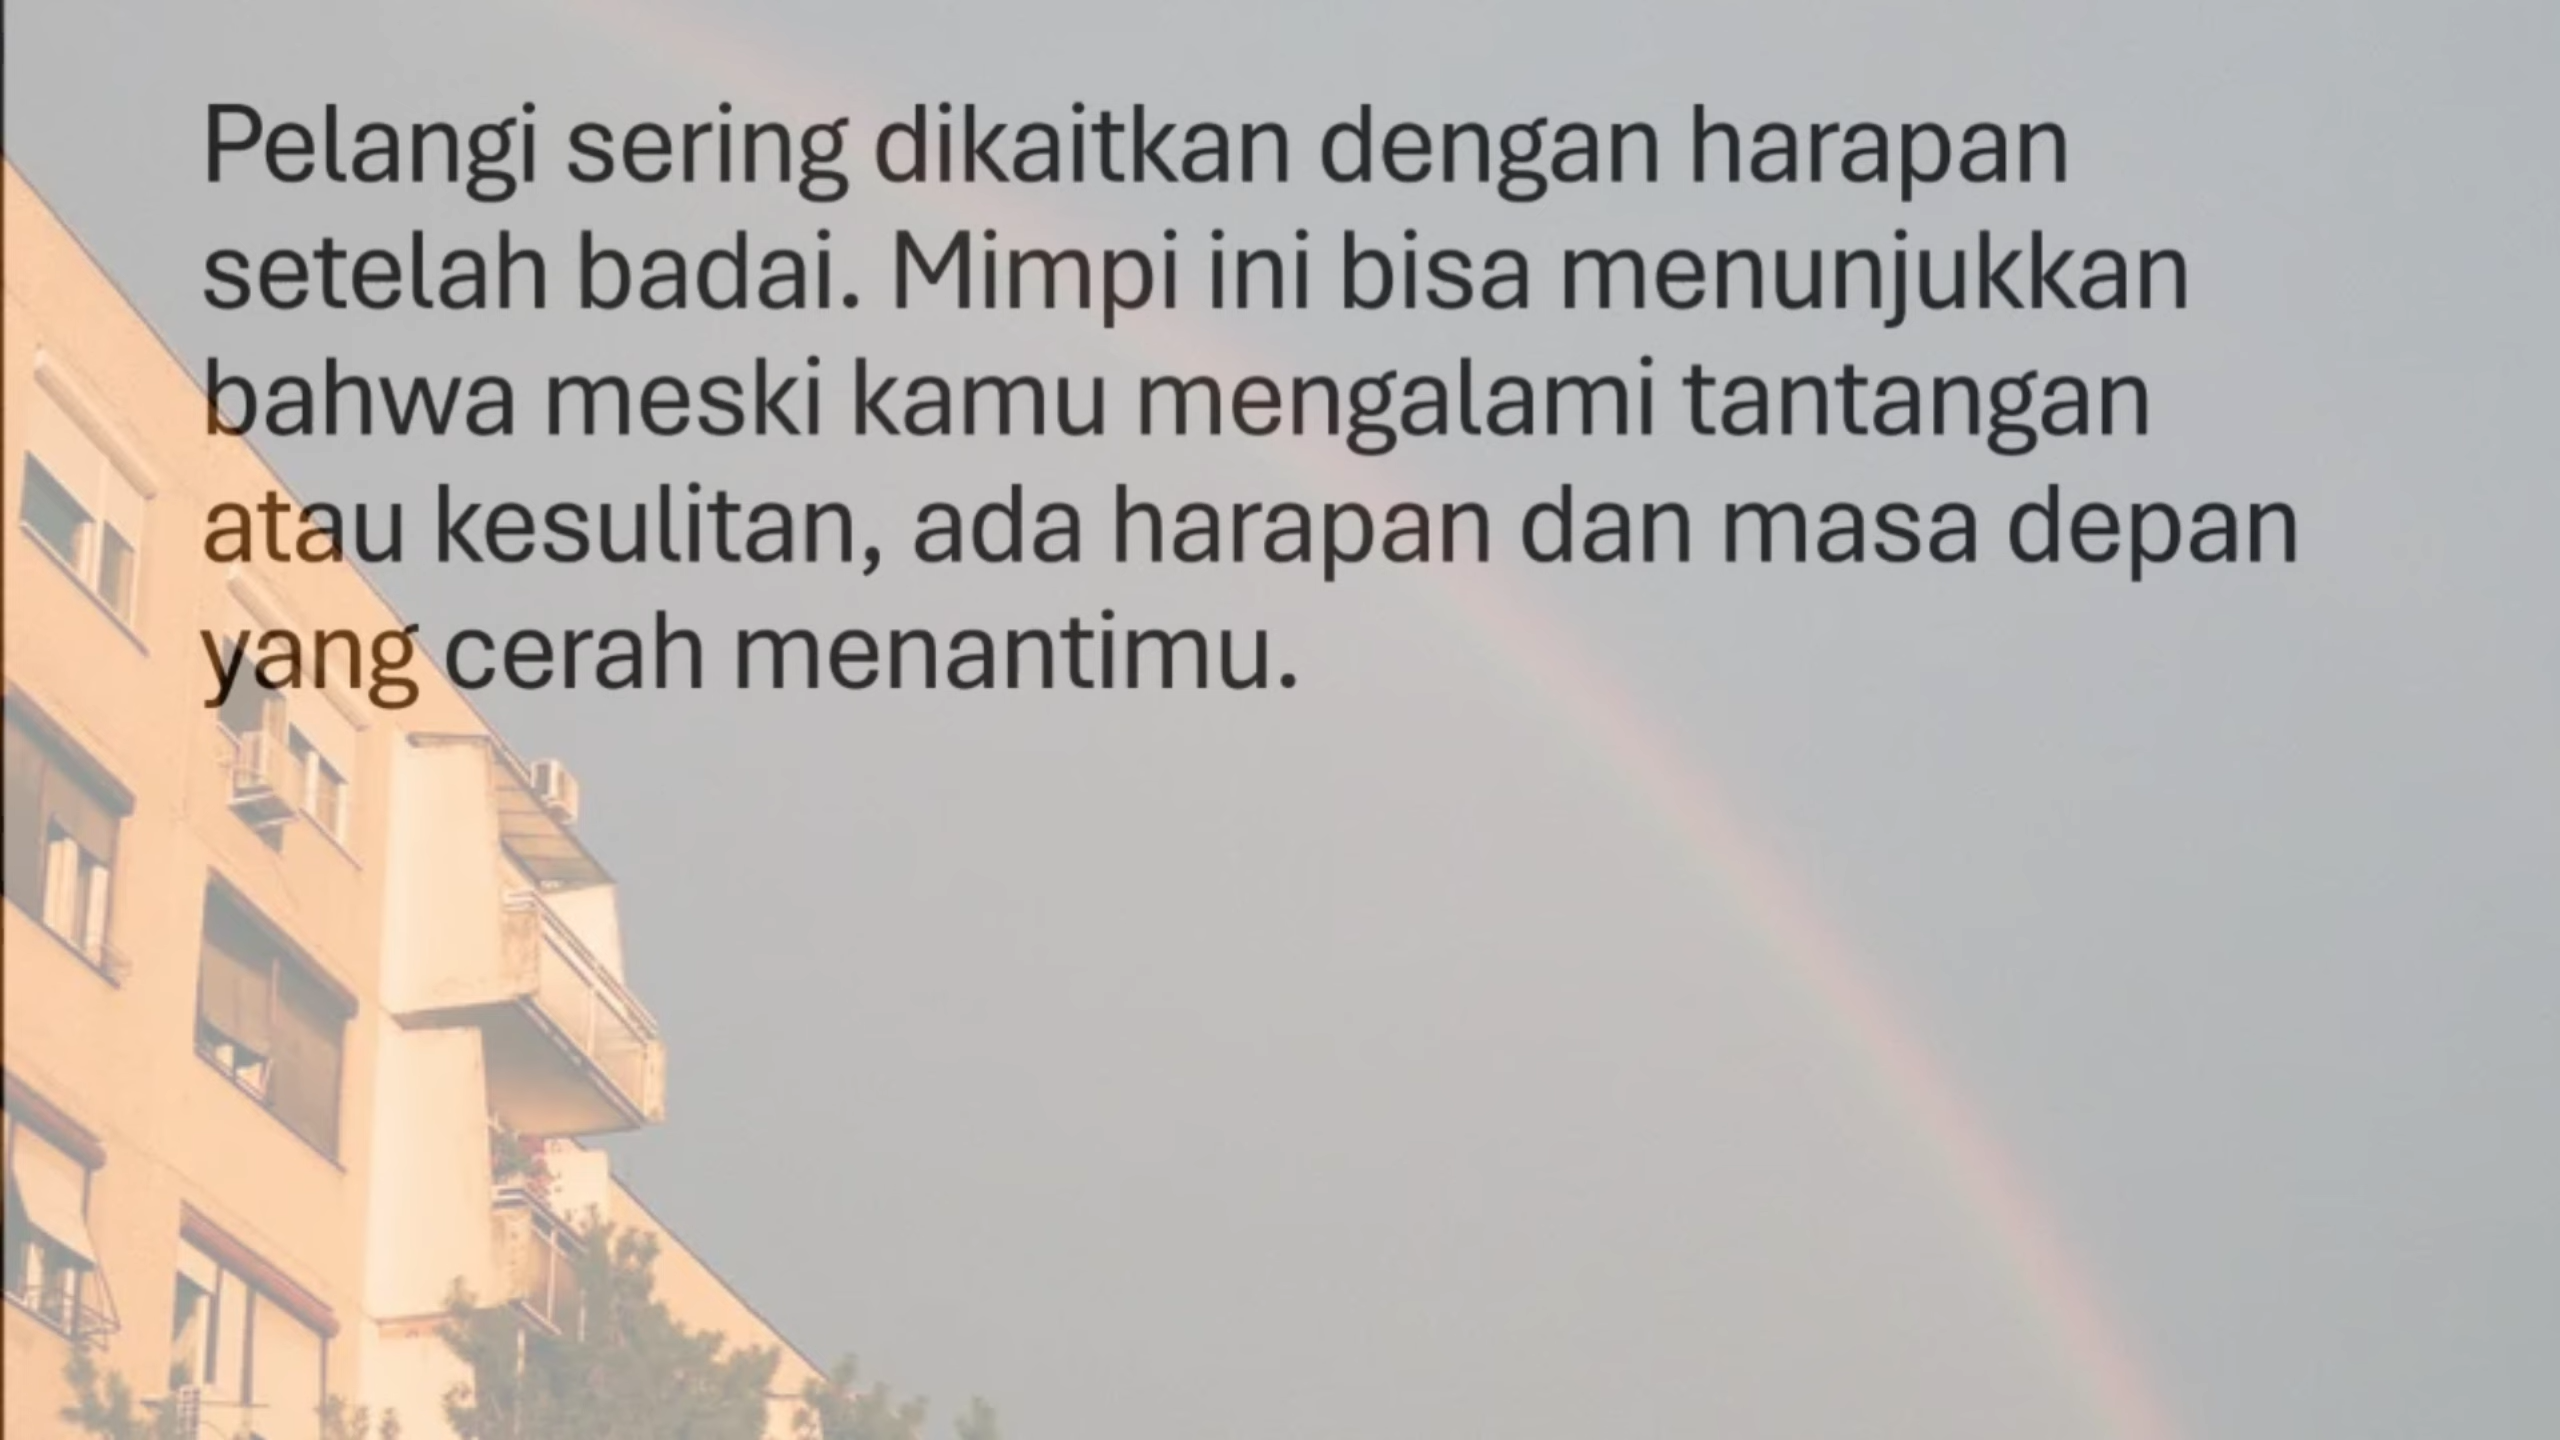 Pelangi sering dikaitkan dengan harapan
setelah badai. Mimpi ini bisa menunjukkan
bahwa meski kamu mengalami tantangan
atau kesulitan, ada harapan dan masa depan
yang cerah menantimu.